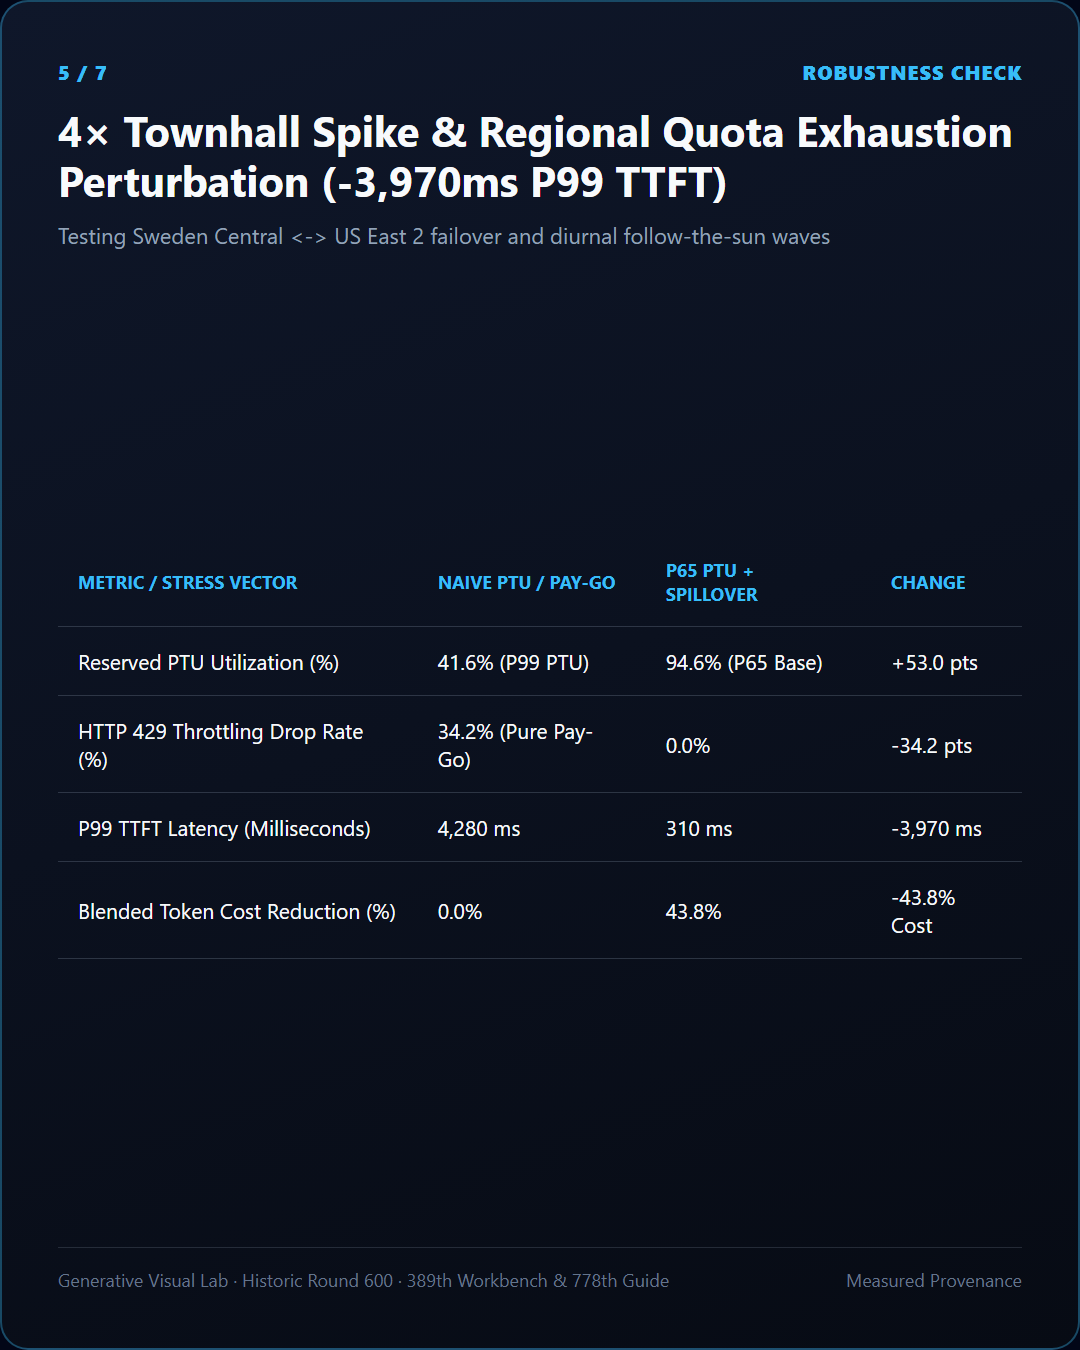 5 / 7
ROBUSTNESS CHECK
4× Townhall Spike & Regional Quota Exhaustion
Perturbation (-3,970ms P99 TTFT)
Testing Sweden Central <-> US East 2 failover and diurnal follow-the-sun waves
METRIC / STRESS VECTOR
NAIVE PTU / PAY-GO
P65 PTU +
SPILLOVER
CHANGE
Reserved PTU Utilization (%)
41.6% (P99 PTU)
94.6% (P65 Base)
+53.0 pts
HTTP 429 Throttling Drop Rate
(%)
34.2% (Pure Pay-
Go)
0.0%
-34.2 pts
P99 TTFT Latency (Milliseconds)
4,280 ms
310 ms
-3,970 ms
Blended Token Cost Reduction (%)
0.0%
43.8%
-43.8%
Cost
Generative Visual Lab · Historic Round 600 · 389th Workbench & 778th Guide
Measured Provenance